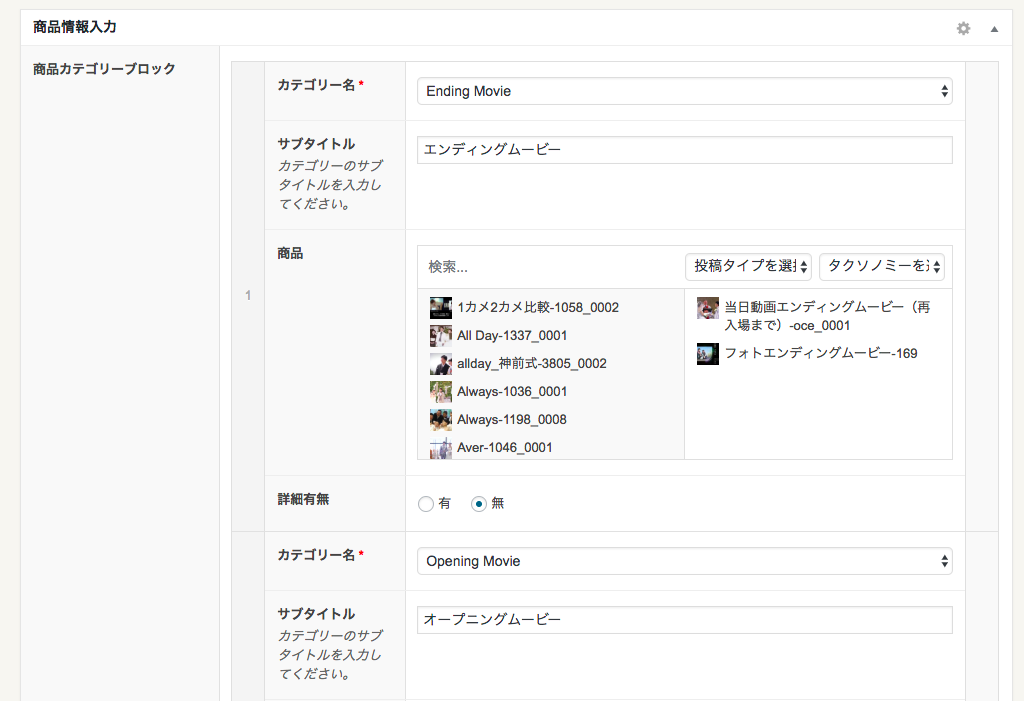 商品情報入力
商品カテゴリーブロック
1
カテゴリー名 *
Ending Movie
サブタイトル
カテゴリーのサブ
タイトルを入力し
てください。
エンディングムービー
商品
検索...
投稿タイプを選択
タクソノミーを
1カメ2カメ比較-1058_0002
All Day-1337_0001
allday_神前式-3805_0002
Always-1036_0001
Always-1198_0008
Aver-1046_0001
当日動画エンディングムービー（再
入場まで）-oce_0001
フォトエンディングムービー-169
詳細有無
有
無
カテゴリー名 *
Opening Movie
サブタイトル
カテゴリーのサブ
タイトルを入力し
てください。
オープニングムービー